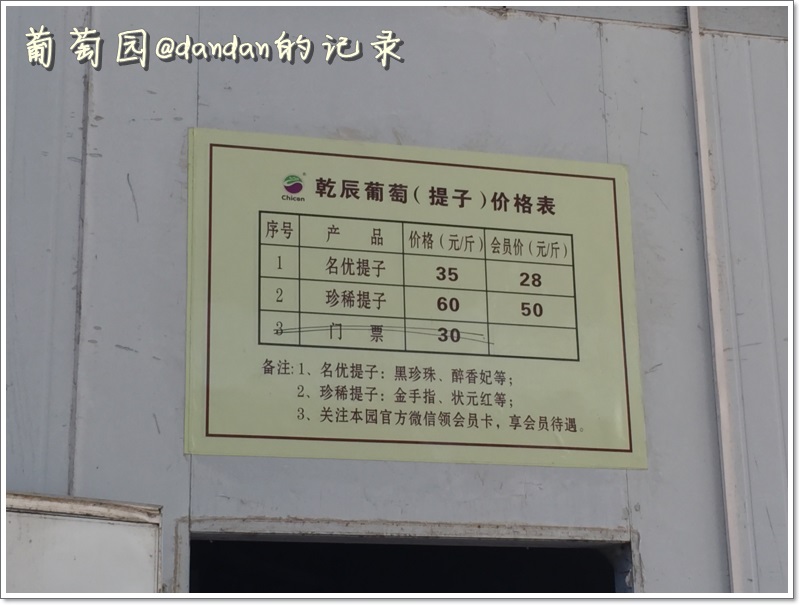 葡萄园@dandan的记录
Chicen
乾辰葡萄(提子)价格表
序号 产 品 价格(元/斤) 会员价(元/斤)
1 名优提子 35 28
2 珍稀提子 60 50
3 门 票 30
备注:1、名优提子:黑珍珠、醉香妃等;
2、珍稀提子:金手指、状元红等;
3、关注本园官方微信领会员卡,享会员待遇。